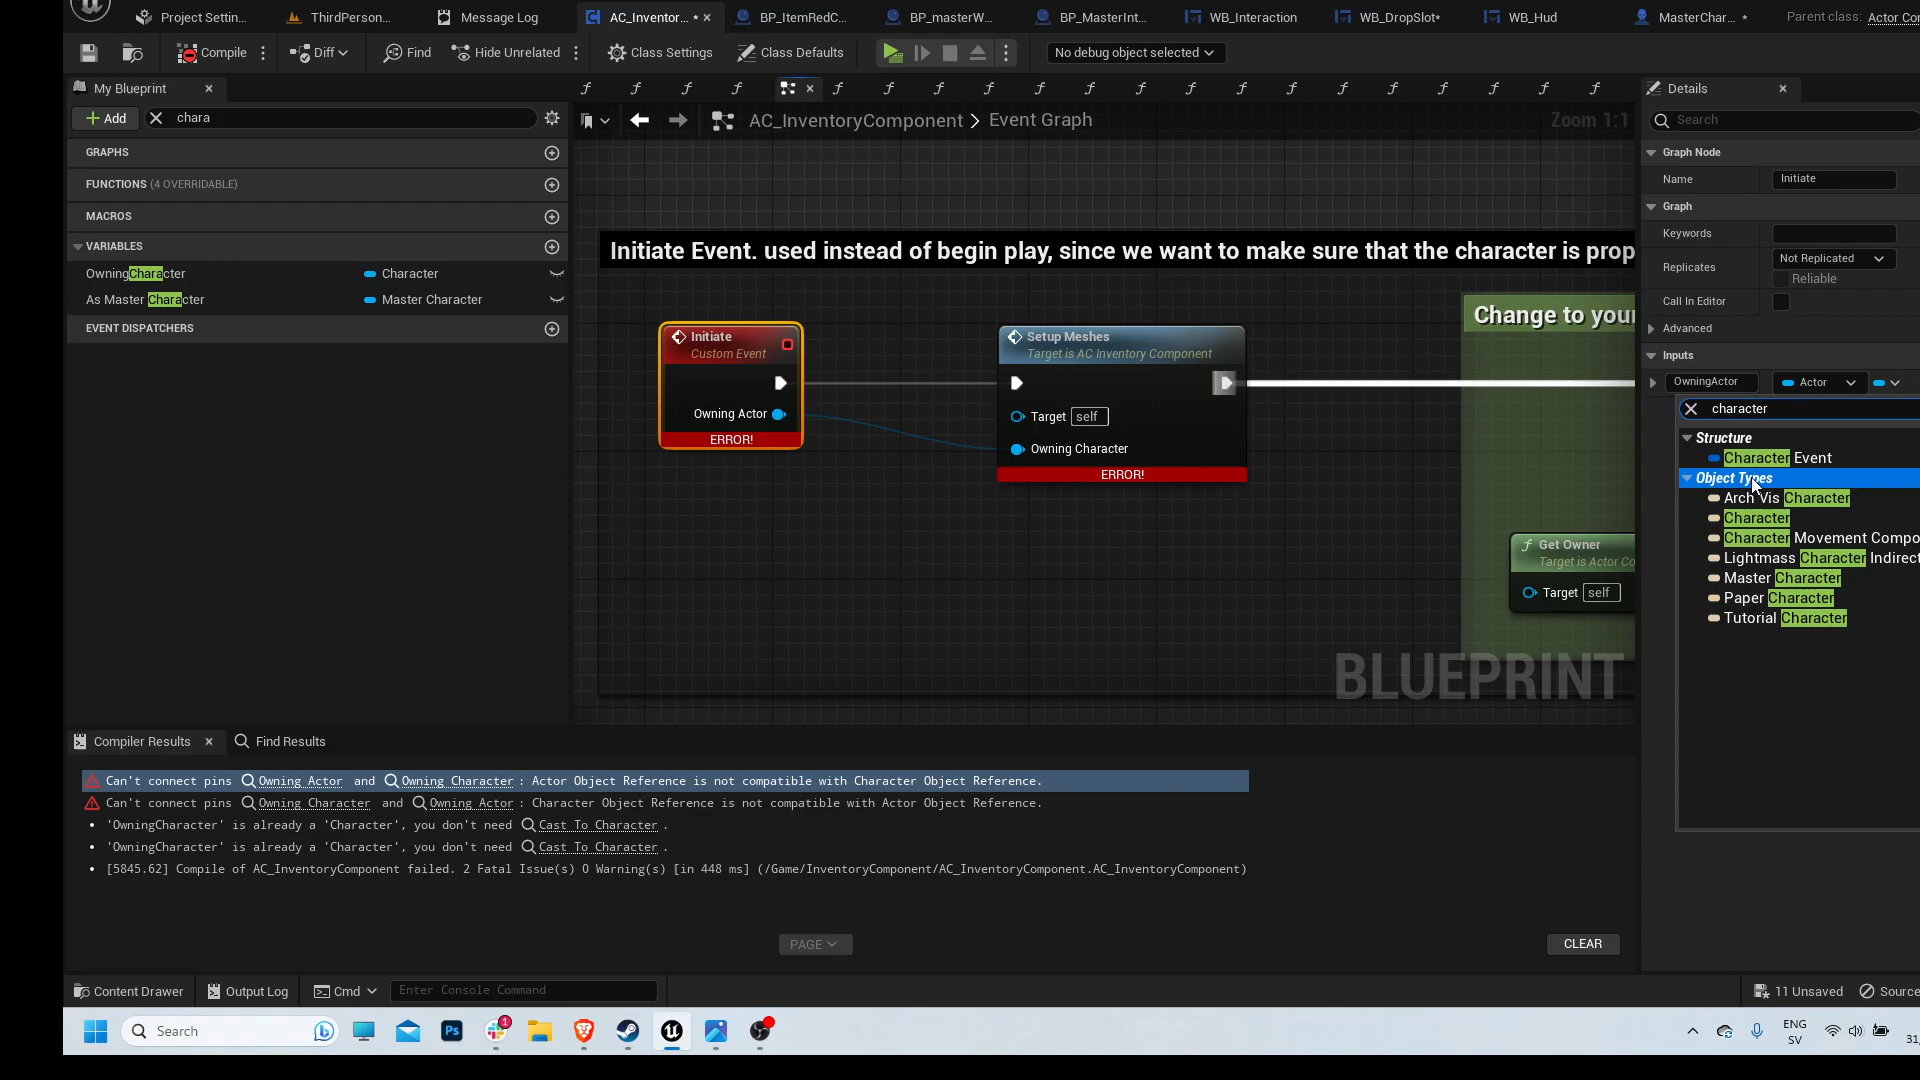 Project Settin...
ThirdPerson...
Message Log
AC_Inventor... *
BP_ItemRedC...
BP_masterW...
BP_MasterInt...
WB_Interaction
WB_DropSlot*
WB_Hud
MasterChar... *
Parent class: Actor Co
Compile
Diff
Find
Hide Unrelated
Class Settings
Class Defaults
No debug object selected
My Blueprint
Details
Add
chara
AC_InventoryComponent > Event Graph
Zoom 1:1
Search
GRAPHS
FUNCTIONS (4 OVERRIDABLE)
MACROS
VARIABLES
OwningCharacter
Character
As Master Character
Master Character
EVENT DISPATCHERS
Initiate Event. used instead of begin play, since we want to make sure that the character is prop
Change to your
Initiate
Custom Event
Owning Actor
ERROR!
Setup Meshes
Target is AC Inventory Component
Target self
Owning Character
ERROR!
Get Owner
Target is Actor Co
Target self
BLUEPRINT
Graph Node
Name
Initiate
Graph
Keywords
Replicates
Not Replicated
Reliable
Call In Editor
Advanced
Inputs
OwningActor
Actor
character
Structure
Character Event
Object Types
Arch Vis Character
Character
Character Movement Compo
Lightmass Character Indirect
Master Character
Paper Character
Tutorial Character
Compiler Results
Find Results
Can't connect pins Owning Actor and Owning Character : Actor Object Reference is not compatible with Character Object Reference.
Can't connect pins Owning Character and Owning Actor : Character Object Reference is not compatible with Actor Object Reference.
• 'OwningCharacter' is already a 'Character', you don't need Cast To Character .
• 'OwningCharacter' is already a 'Character', you don't need Cast To Character .
• [5845.62] Compile of AC_InventoryComponent failed. 2 Fatal Issue(s) 0 Warning(s) [in 448 ms] (/Game/InventoryComponent/AC_InventoryComponent.AC_InventoryComponent)
PAGE
CLEAR
Content Drawer
Output Log
Cmd
Enter Console Command
11 Unsaved
Source
Search
Ps
1
ENG
SV
31,